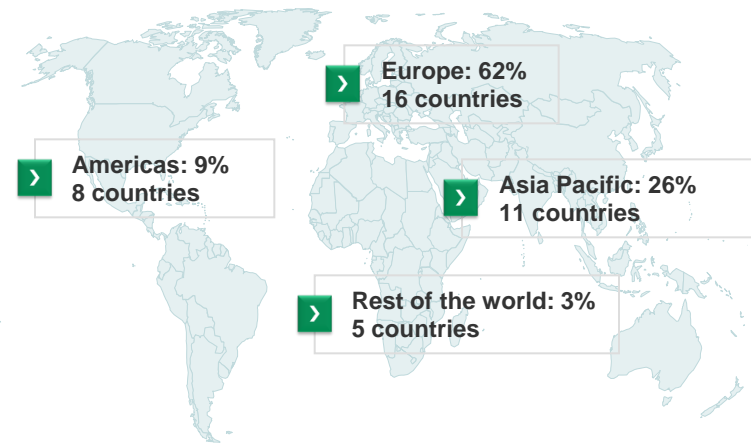 Europe: 62%
16 countries
Americas: 9%
8 countries
Asia Pacific: 26%
11 countries
Rest of the world: 3%
5 countries